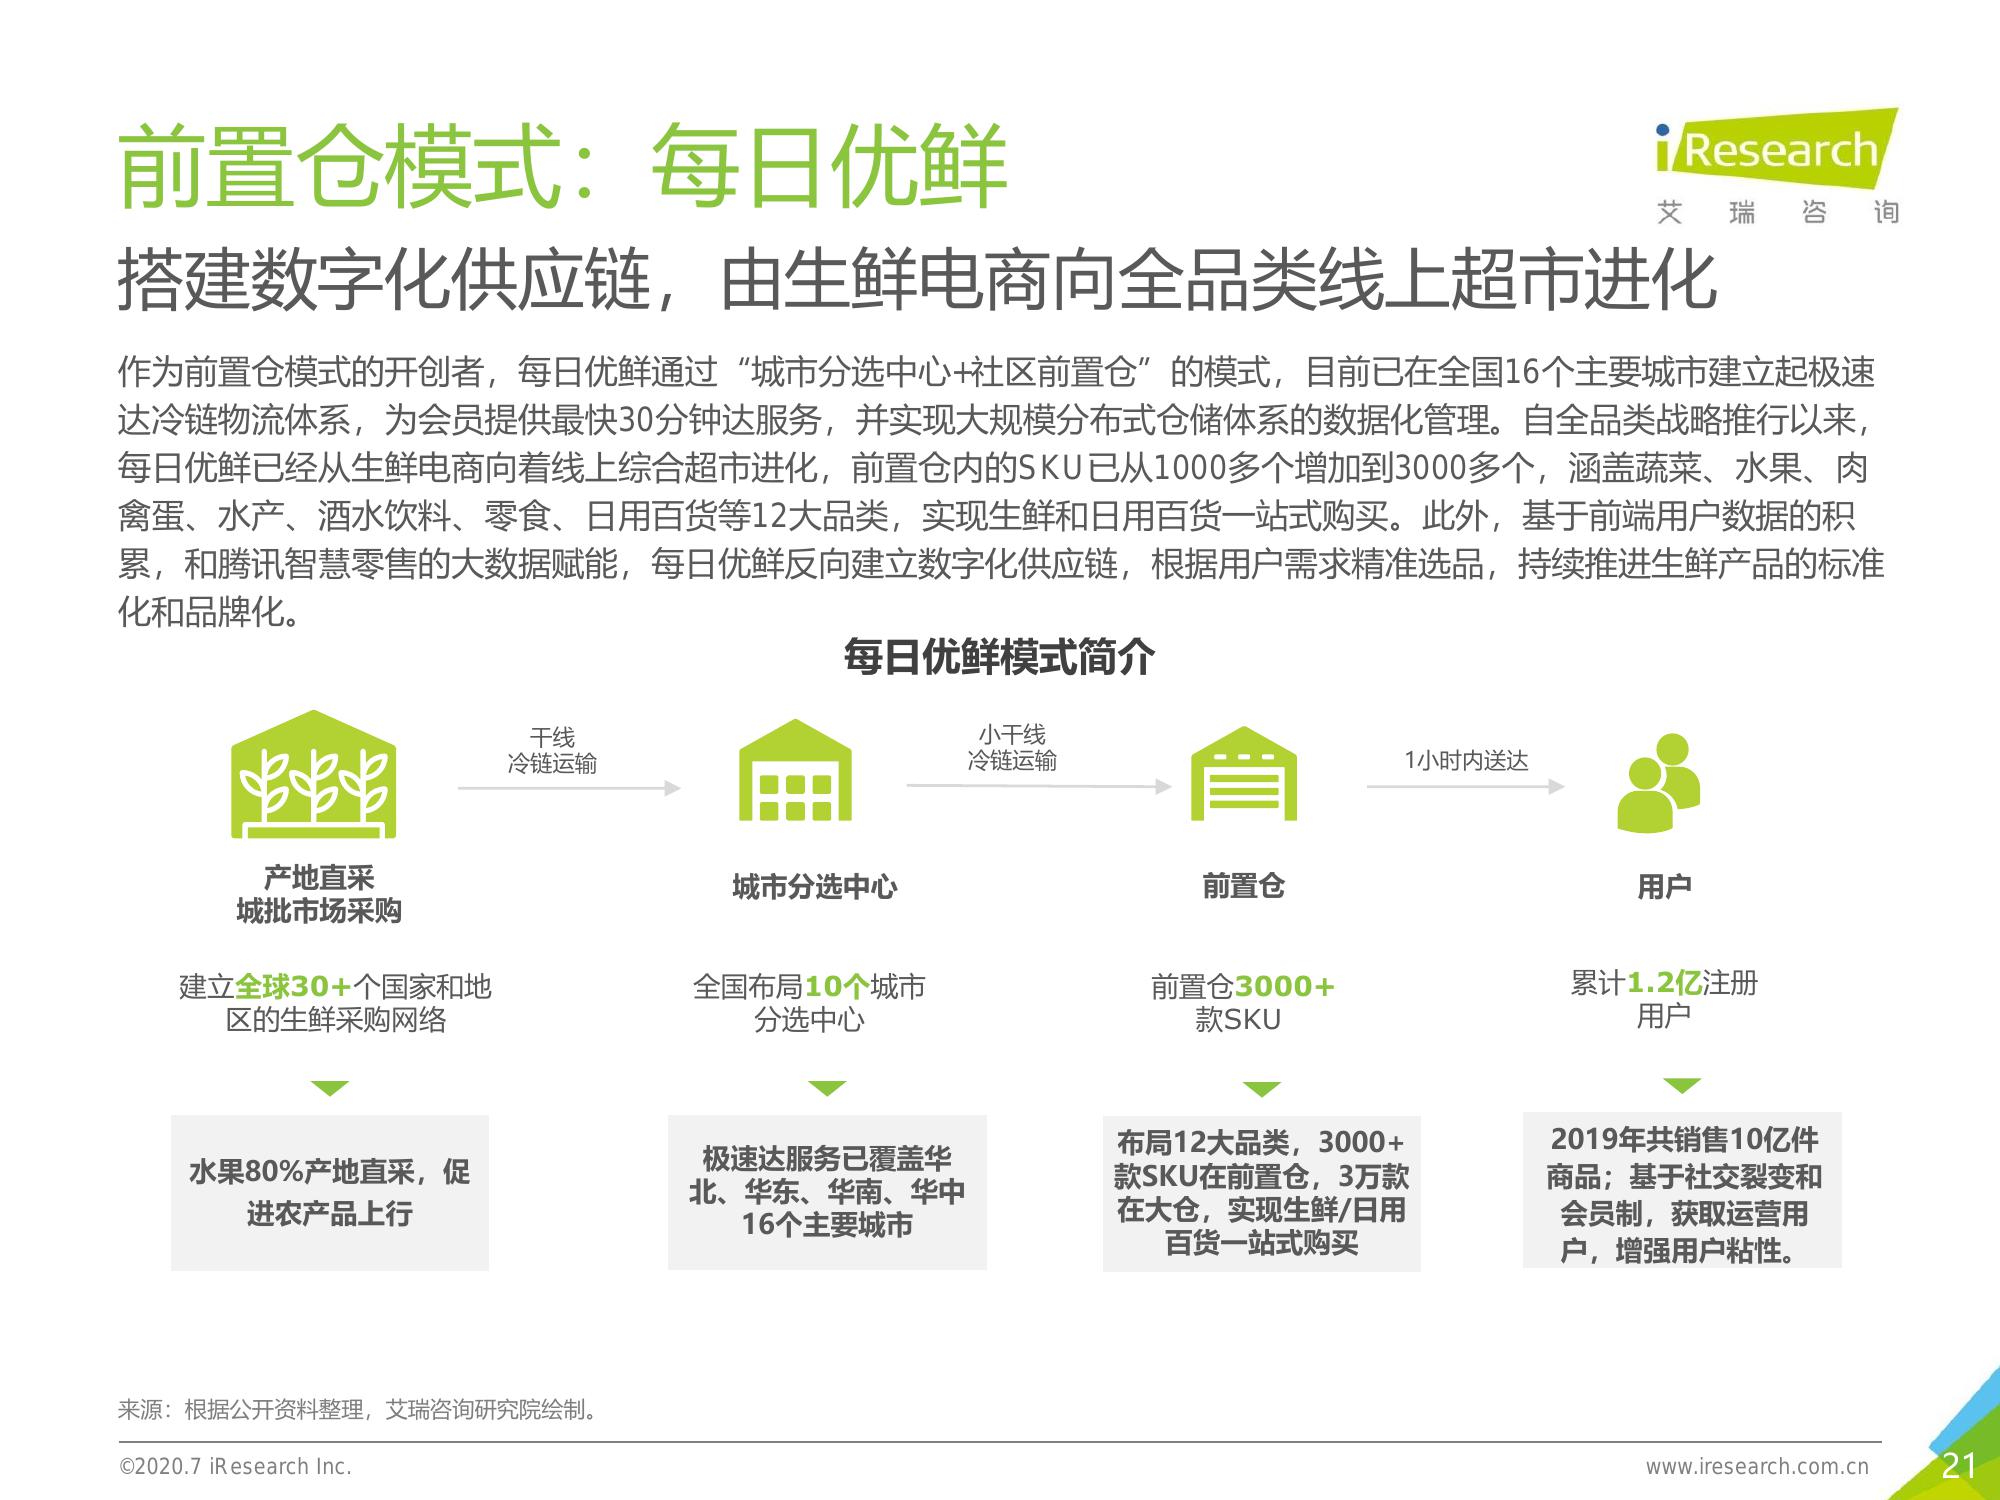 前置仓模式：每日优鲜
iResearch
艾 瑞 咨 询
搭建数字化供应链，由生鲜电商向全品类线上超市进化
作为前置仓模式的开创者，每日优鲜通过“城市分选中心+社区前置仓”的模式，目前已在全国16个主要城市建立起极速
达冷链物流体系，为会员提供最快30分钟达服务，并实现大规模分布式仓储体系的数据化管理。自全品类战略推行以来，
每日优鲜已经从生鲜电商向着线上综合超市进化，前置仓内的SKU已从1000多个增加到3000多个，涵盖蔬菜、水果、肉
禽蛋、水产、酒水饮料、零食、日用百货等12大品类，实现生鲜和日用百货一站式购买。此外，基于前端用户数据的积
累，和腾讯智慧零售的大数据赋能，每日优鲜反向建立数字化供应链，根据用户需求精准选品，持续推进生鲜产品的标准
化和品牌化。
每日优鲜模式简介
干线
冷链运输
小干线
冷链运输
1小时内送达
产地直采
城批市场采购
城市分选中心
前置仓
用户
建立全球30+个国家和地
区的生鲜采购网络
全国布局10个城市
分选中心
前置仓3000+
款SKU
累计1.2亿注册
用户
水果80%产地直采，促
进农产品上行
极速达服务已覆盖华
北、华东、华南、华中
16个主要城市
布局12大品类，3000+
款SKU在前置仓，3万款
在大仓，实现生鲜/日用
百货一站式购买
2019年共销售10亿件
商品；基于社交裂变和
会员制，获取运营用
户，增强用户粘性。
来源：根据公开资料整理，艾瑞咨询研究院绘制。
©2020.7 iResearch Inc.
www.iresearch.com.cn
21